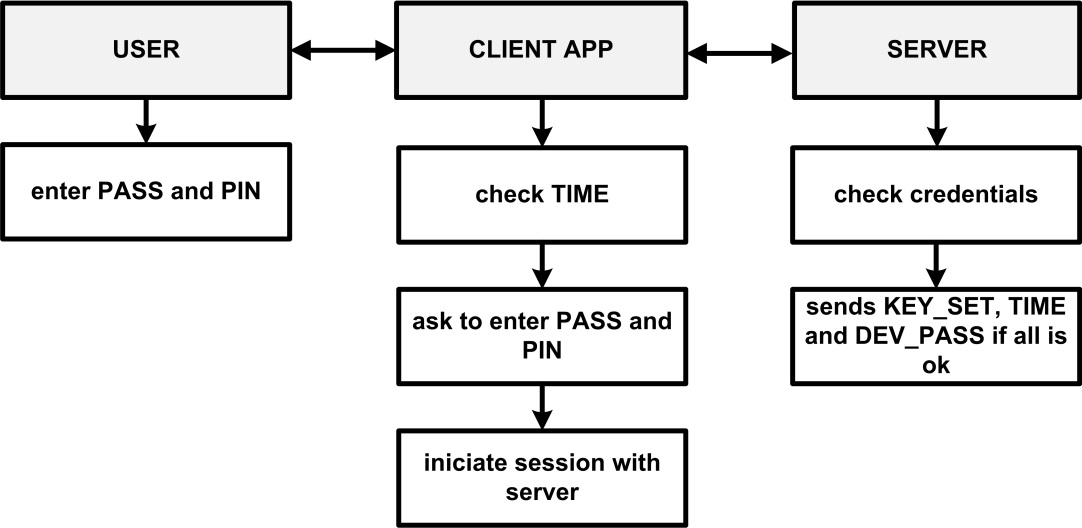 USER
CLIENT APP
SERVER
enter PASS and PIN
check TIME
check credentials
ask to enter PASS and
PIN
sends KEY_SET, TIME
and DEV_PASS if all is
ok
iniciate session with
server